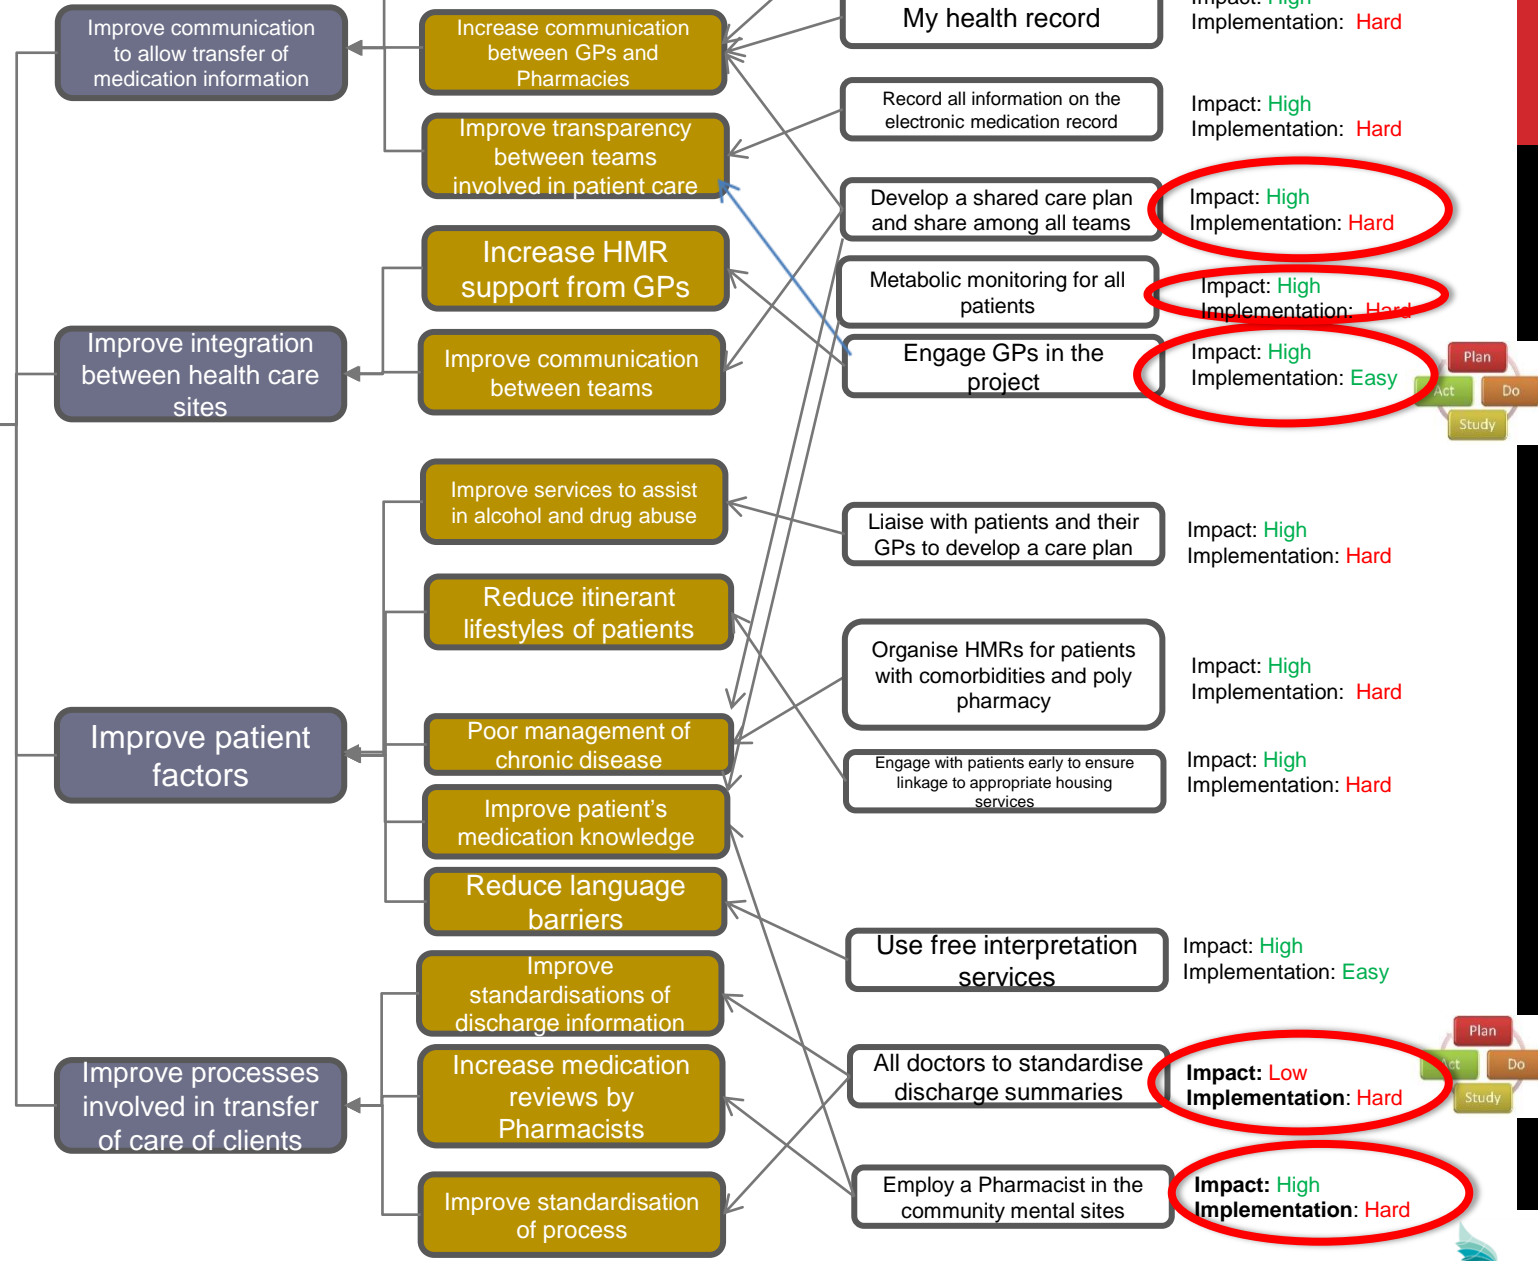 Improve communication
to allow transfer of
medication information
Improve integration
between health care
sites
Improve patient
factors
Improve processes
involved in transfer
of care of clients
Increase communication
between GPs and
Pharmacies
Improve transparency
between teams
involved in patient care
Increase HMR
support from GPs
Improve communication
between teams
Improve services to assist
in alcohol and drug abuse
Reduce itinerant
lifestyles of patients
Poor management of
chronic disease
Improve patient’s
medication knowledge
Reduce language
barriers
Improve
standardisations of
discharge information
Increase medication
reviews by
Pharmacists
Improve standardisation
of process
My health record
Impact: High
Implementation: Hard
Record all information on the
electronic medication record
Impact: High
Implementation: Hard
Develop a shared care plan
and share among all teams
Impact: High
Implementation: Hard
Metabolic monitoring for all
patients
Impact: High
Implementation: Hard
Engage GPs in the
project
Impact: High
Implementation: Easy
Plan
Act
Do
Study
Liaise with patients and their
GPs to develop a care plan
Impact: High
Implementation: Hard
Organise HMRs for patients
with comorbidities and poly
pharmacy
Impact: High
Implementation: Hard
Engage with patients early to ensure
linkage to appropriate housing
services
Impact: High
Implementation: Hard
Use free interpretation
services
Impact: High
Implementation: Easy
All doctors to standardise
discharge summaries
Impact: Low
Implementation: Hard
Plan
Act
Do
Study
Employ a Pharmacist in the
community mental sites
Impact: High
Implementation: Hard